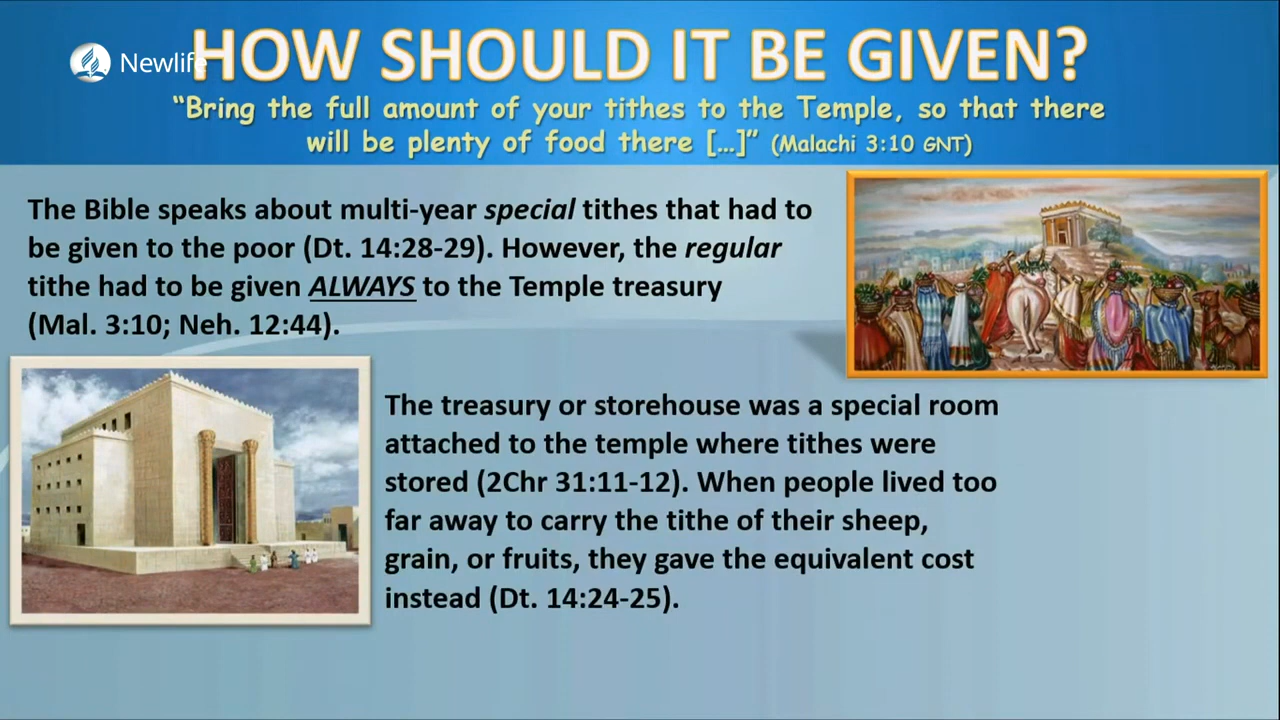 Newlife
HOW SHOULD IT BE GIVEN?
“Bring the full amount of your tithes to the Temple, so that there
will be plenty of food there […]” (Malachi 3:10 GNT)
The Bible speaks about multi-year special tithes that had to
be given to the poor (Dt. 14:28-29). However, the regular
tithe had to be given ALWAYS to the Temple treasury
(Mal. 3:10; Neh. 12:44).
The treasury or storehouse was a special room
attached to the temple where tithes were
stored (2Chr 31:11-12). When people lived too
far away to carry the tithe of their sheep,
grain, or fruits, they gave the equivalent cost
instead (Dt. 14:24-25).